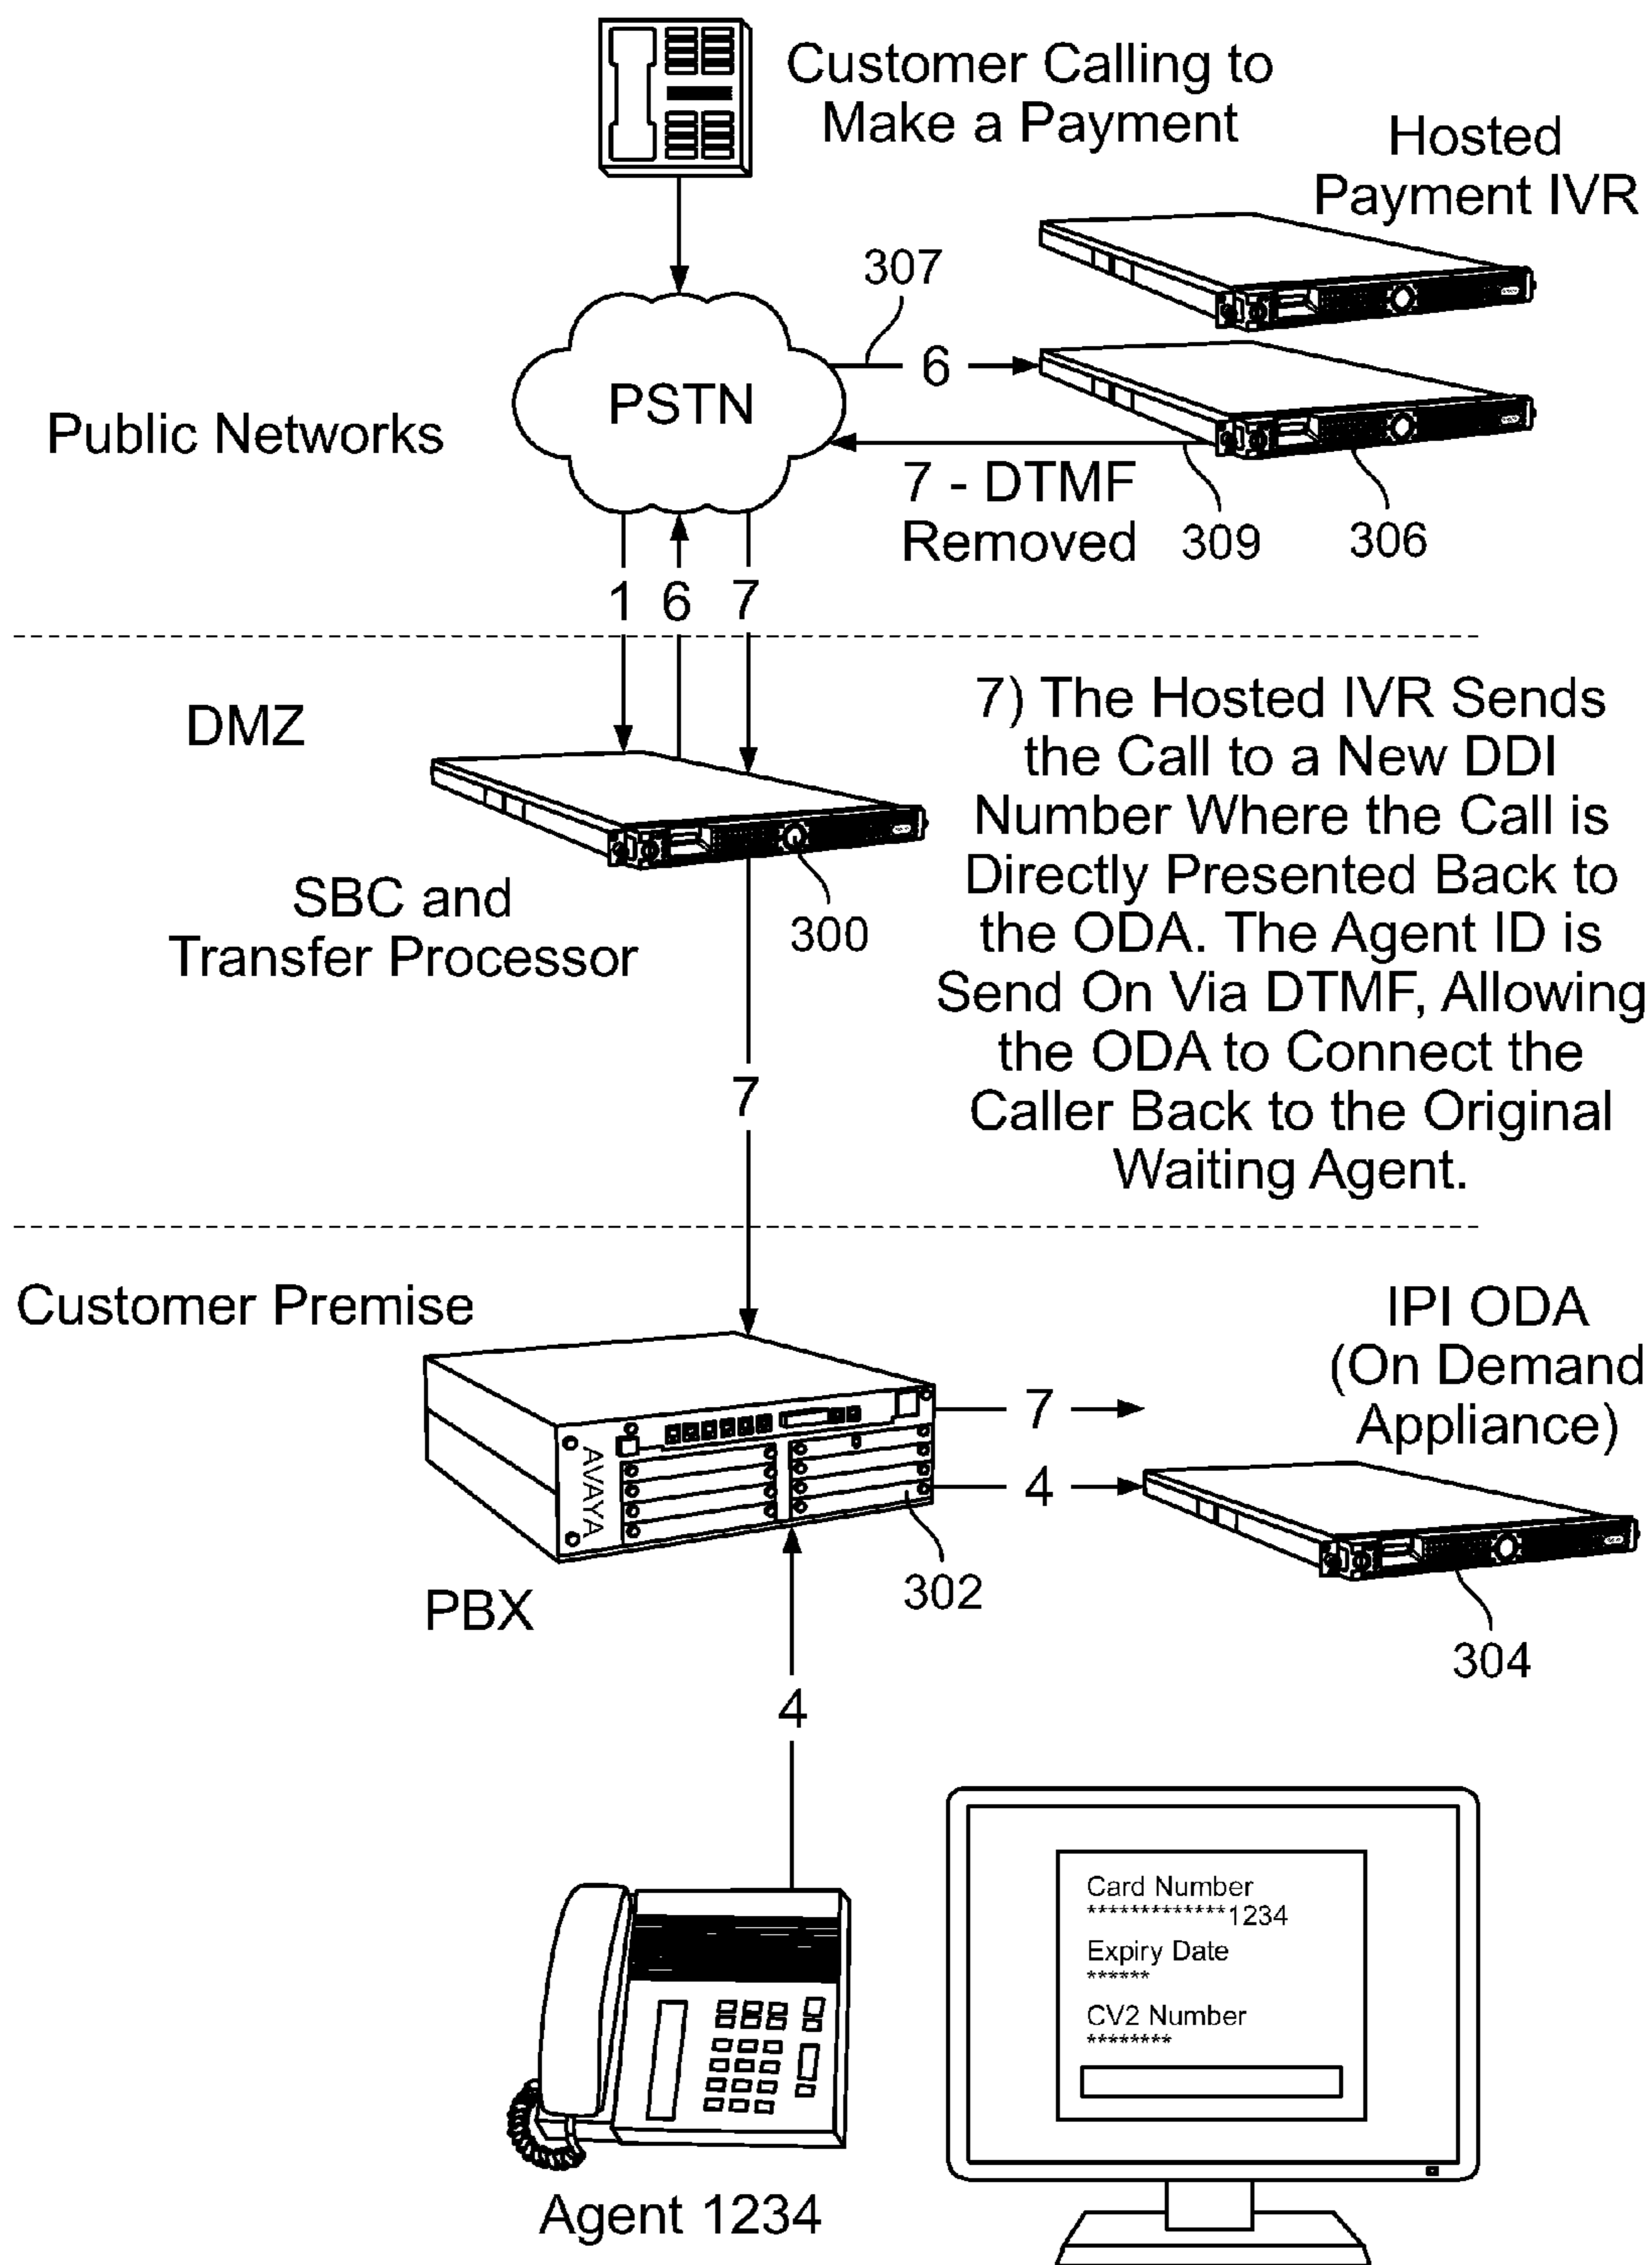 Customer Calling to
Make a Payment
Hosted
Payment IVR
307
6
PSTN
Public Networks
7 - DTMF
Removed
309
306
1
6
7
DMZ
7) The Hosted IVR Sends
the Call to a New DDI
Number Where the Call is
Directly Presented Back to
the ODA. The Agent ID is
Send On Via DTMF, Allowing
the ODA to Connect the
Caller Back to the Original
Waiting Agent.
SBC and
Transfer Processor
300
7
Customer Premise
IPI ODA
(On Demand
Appliance)
7
4
AVAYA
302
PBX
304
4
Card Number
*************1234
Expiry Date
******
CV2 Number
********
Agent 1234